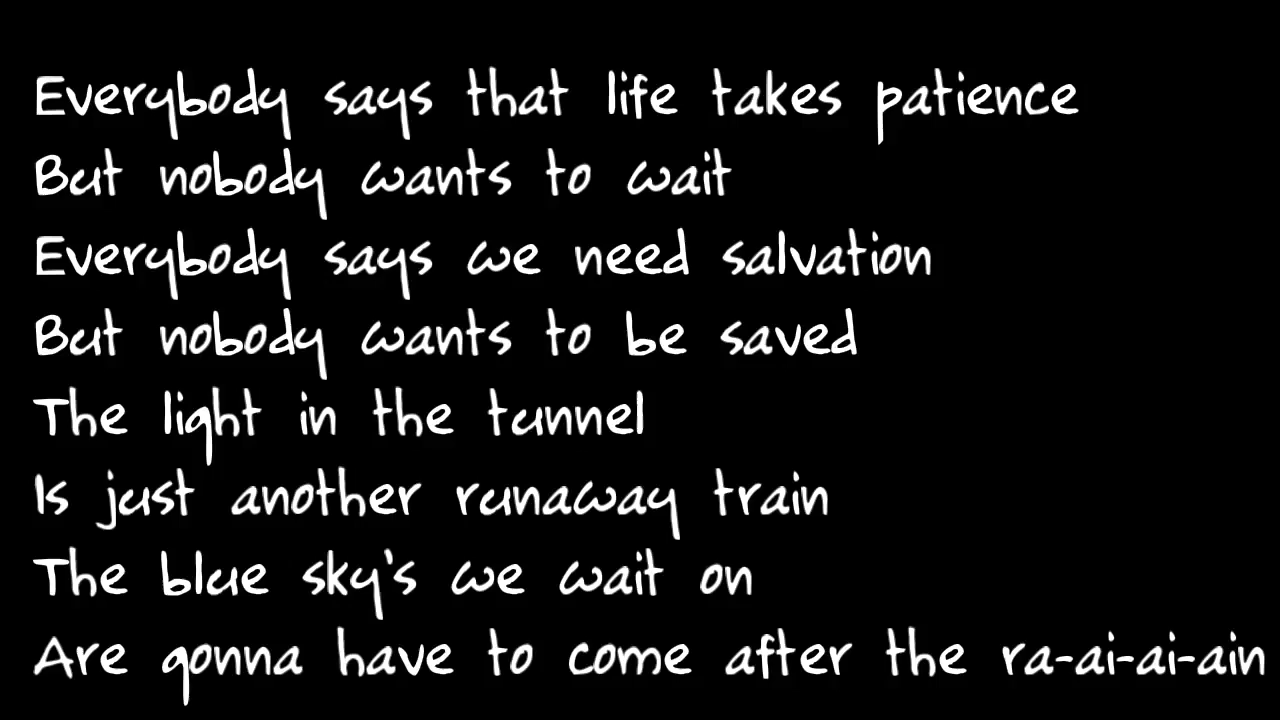 Everybody says that life takes patience
But nobody wants to wait
Everybody says we need salvation
But nobody wants to be saved
The light in the tunnel
Is just another runaway train
The blue sky's we wait on
Are gonna have to come after the ra-ai-ai-ain